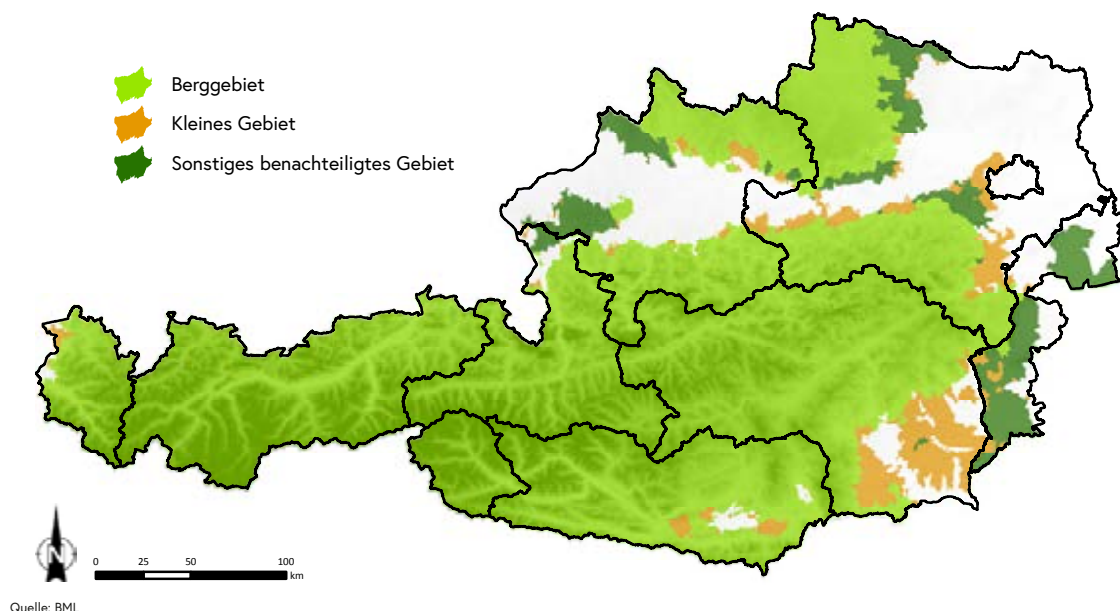 Berggebiet
Kleines Gebiet
Sonstiges benachteiligtes Gebiet
N
0 25 50 100
km
Quelle: BML